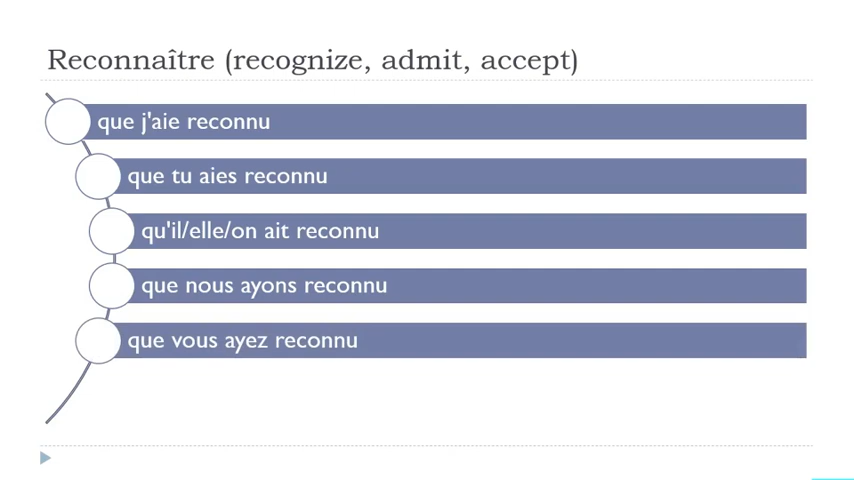 Reconnaître (recognize, admit, accept)
que j'aie reconnu
que tu aies reconnu
qu'il/elle/on ait reconnu
que nous ayons reconnu
que vous ayez reconnu